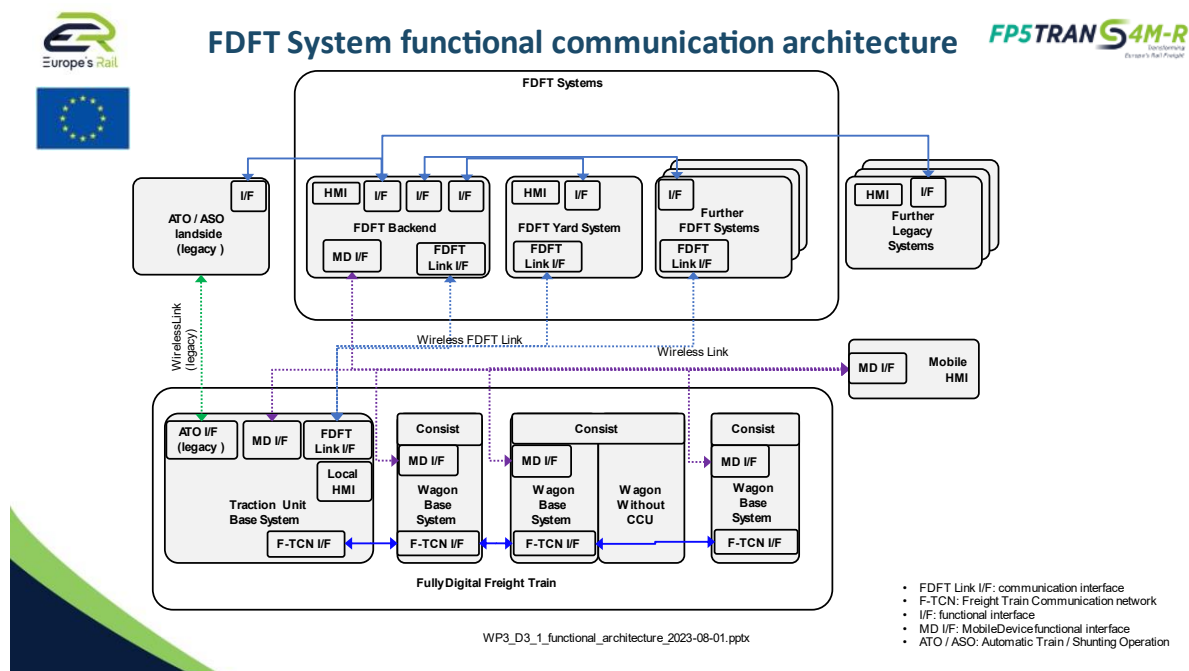 Europe's Rail
FDFT System functional communication architecture
FP5TRANS4M-R
Transforming
Europe's Rail Freight
FDFT Systems
I/F
ATO / ASO
landside
(legacy )
HMI
I/F
I/F
I/F
FDFT Backend
MD I/F
FDFT
Link I/F
HMI
I/F
FDFT Yard System
FDFT
Link I/F
I/F
Further
FDFT Systems
FDFT
Link I/F
HMI
I/F
Further
Legacy
Systems
WirelessLink
(legacy)
Wireless FDFT Link
Wireless Link
MD I/F
Mobile
HMI
ATO I/F
(legacy )
MD I/F
FDFT
Link I/F
Local
HMI
Traction Unit
Base System
F-TCN I/F
Consist
MD I/F
Wagon
Base
System
F-TCN I/F
Consist
MD I/F
Wagon
Base
System
F-TCN I/F
Wagon
Without
CCU
Consist
MD I/F
Wagon
Base
System
F-TCN I/F
Fully Digital Freight Train
• FDFT Link I/F: communication interface
• F-TCN: Freight Train Communication network
• I/F: functional interface
• MD I/F: MobileDevice functional interface
• ATO / ASO: Automatic Train / Shunting Operation
WP3_D3_1_functional_architecture_2023-08-01.pptx